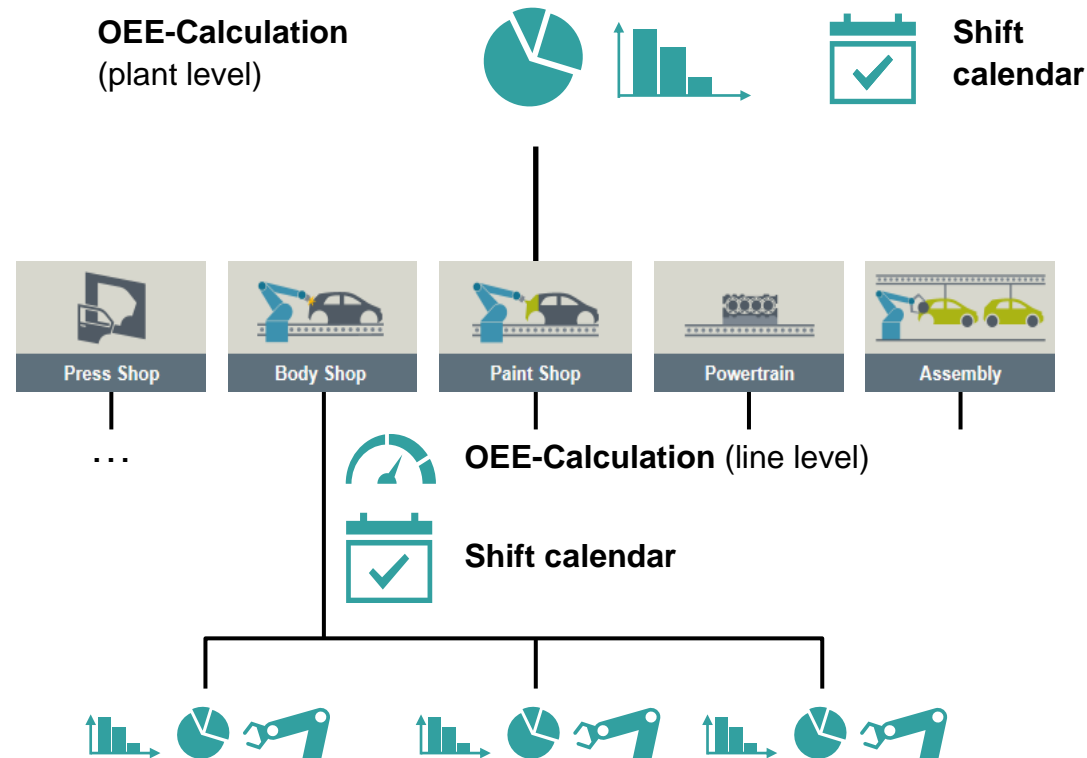 OEE-Calculation
(plant level)
Shift
calendar
Press Shop
Body Shop
Paint Shop
Powertrain
Assembly
...
OEE-Calculation (line level)
Shift calendar